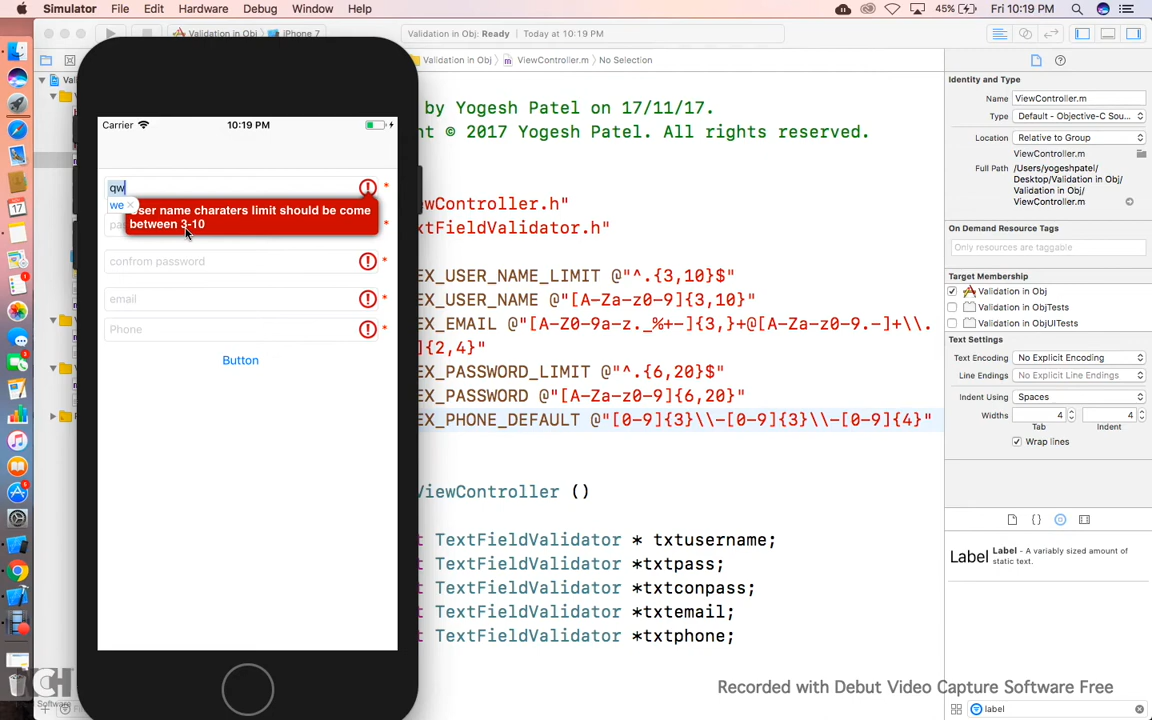 Simulator File Edit Hardware Debug Window Help
45% Fri 10:19 PM
Validation in Obj iPhone 7
Validation in Obj: Ready Today at 10:19 PM
Validation in Obj ViewController.m No Selection
by Yogesh Patel on 17/11/17.
© 2017 Yogesh Patel. All rights reserved.
Controller.h"
tFieldValidator.h"
EX_USER_NAME_LIMIT @"^.{3,10}$"
EX_USER_NAME @"[A-Za-z0-9]{3,10}"
EX_EMAIL @"[A-Z0-9a-z._%+-]{3,}+@[A-Za-z0-9.-]+\\.
]{2,4}"
EX_PASSWORD_LIMIT @"^.{6,20}$"
EX_PASSWORD @"[A-Za-z0-9]{6,20}"
EX_PHONE_DEFAULT @"[0-9]{3}\\-[0-9]{3}\\-[0-9]{4}"
ViewController ()
TextFieldValidator * txtusername;
TextFieldValidator *txtpass;
TextFieldValidator *txtconpass;
TextFieldValidator *txtemail;
TextFieldValidator *txtphone;
Carrier 10:19 PM
qw *
we ×
ser name charaters limit should be come
between 3-10
pa *
confrom password *
email *
Phone *
Button
Identity and Type
Name ViewController.m
Type Default - Objective-C Sou...
Location Relative to Group
ViewController.m
Full Path /Users/yogeshpatel/
Desktop/Validation in Obj/
Validation in Obj/
ViewController.m
On Demand Resource Tags
Only resources are taggable
Target Membership
Validation in Obj
Validation in ObjTests
Validation in ObjUITests
Text Settings
Text Encoding No Explicit Encoding
Line Endings No Explicit Line Endings
Indent Using Spaces
Widths 4 4
Tab Indent
Wrap lines
Label Label - A variably sized amount of
static text.
label
Recorded with Debut Video Capture Software Free
Software